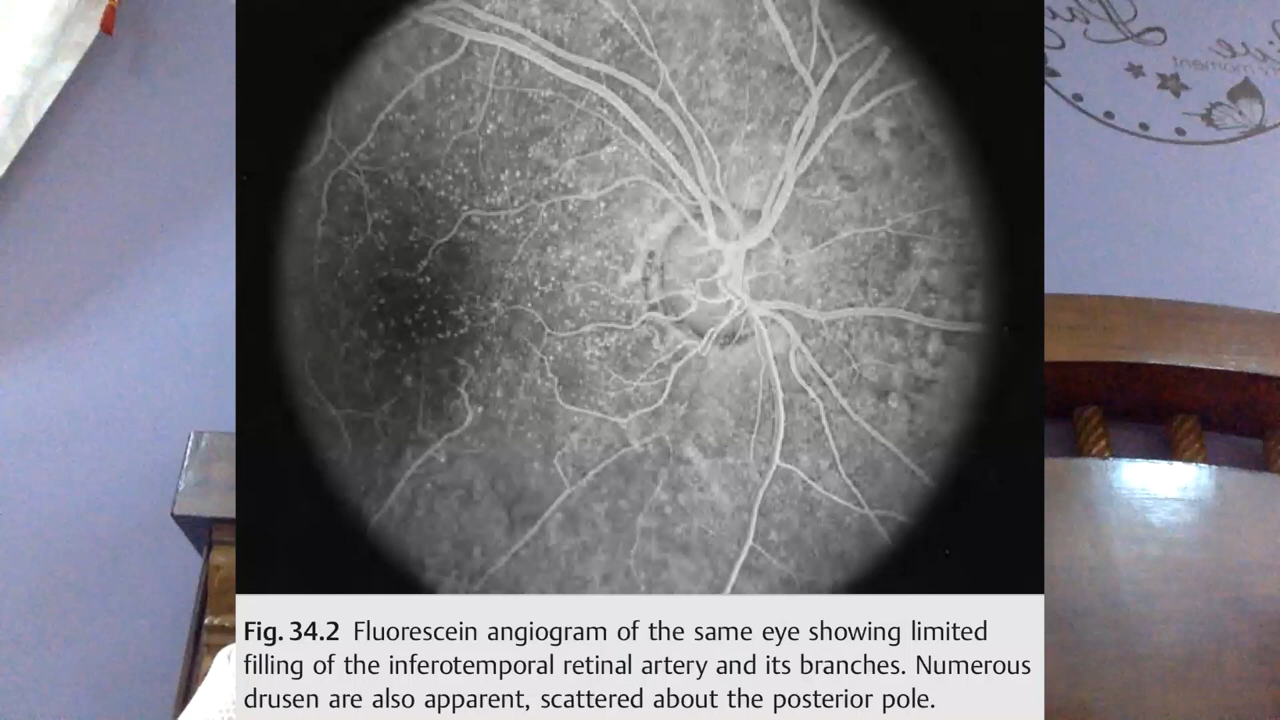 moment
Fig. 34.2 Fluorescein angiogram of the same eye showing limited
filling of the inferotemporal retinal artery and its branches. Numerous
drusen are also apparent, scattered about the posterior pole.